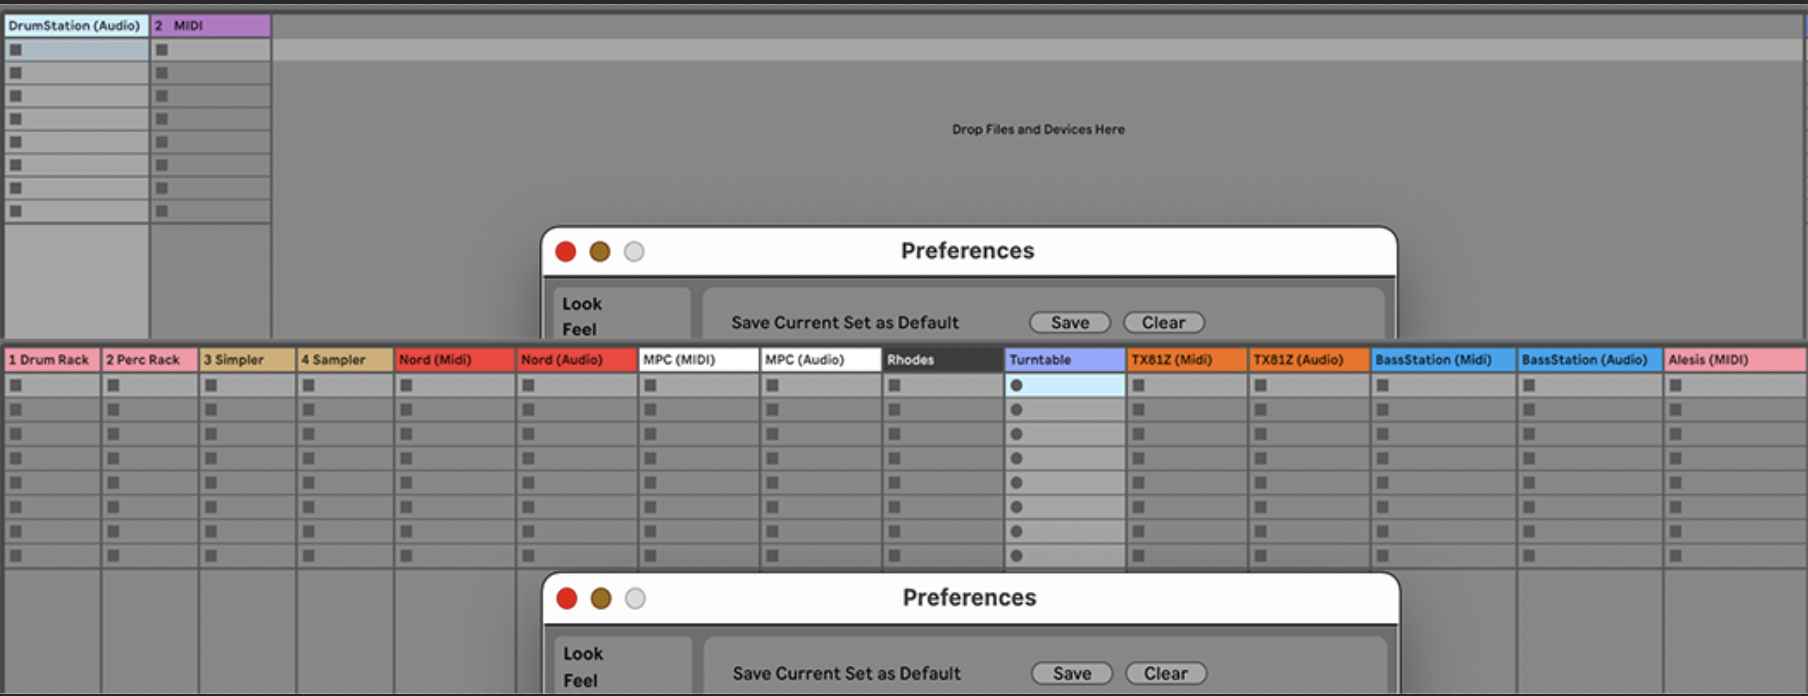 DrumStation (Audio) 2 MIDI
Drop Files and Devices Here
Preferences
Look
Feel
Save Current Set as Default Save Clear
1 Drum Rack 2 Perc Rack 3 Simpler 4 Sampler Nord (Midi) Nord (Audio) MPC (MIDI) MPC (Audio) Rhodes Turntable TX81Z (Midi) TX81Z (Audio) BassStation (Midi) BassStation (Audio) Alesis (MIDI)
Preferences
Look
Feel
Save Current Set as Default Save Clear